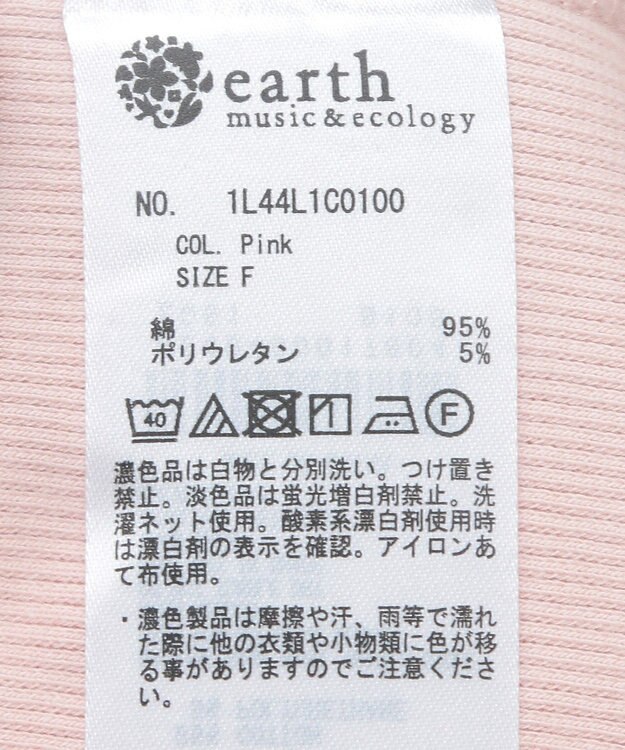 earth
music&ecology
NO. 1L44L1C0100
COL. Pink
SIZE F
綿 95%
ポリウレタン 5%
40 F
濃色品は白物と分別洗い。つけ置き
禁止。淡色品は蛍光増白剤禁止。洗
濯ネット使用。酸素系漂白剤使用時
は漂白剤の表示を確認。アイロンあ
て布使用。
・濃色製品は摩擦や汗、雨等で濡れ
た際に他の衣類や小物類に色が移
る事がありますのでご注意くださ
い。